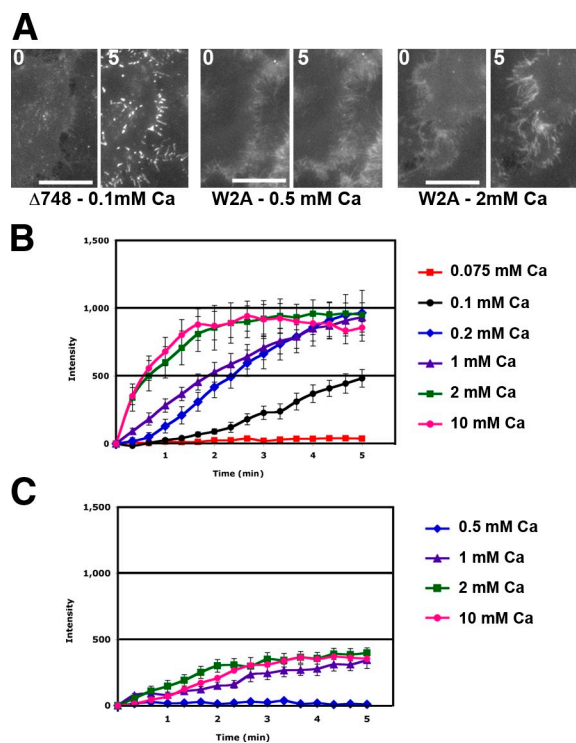 A
0 5 0 5 0 5
Δ748 - 0.1mM Ca W2A - 0.5 mM Ca W2A - 2mM Ca
B
1,500
1,000
500
0
Intensity
1 2 3 4 5
Time (min)
0.075 mM Ca
0.1 mM Ca
0.2 mM Ca
1 mM Ca
2 mM Ca
10 mM Ca
C
1,500
1,000
500
0
Intensity
1 2 3 4 5
Time (min)
0.5 mM Ca
1 mM Ca
2 mM Ca
10 mM Ca